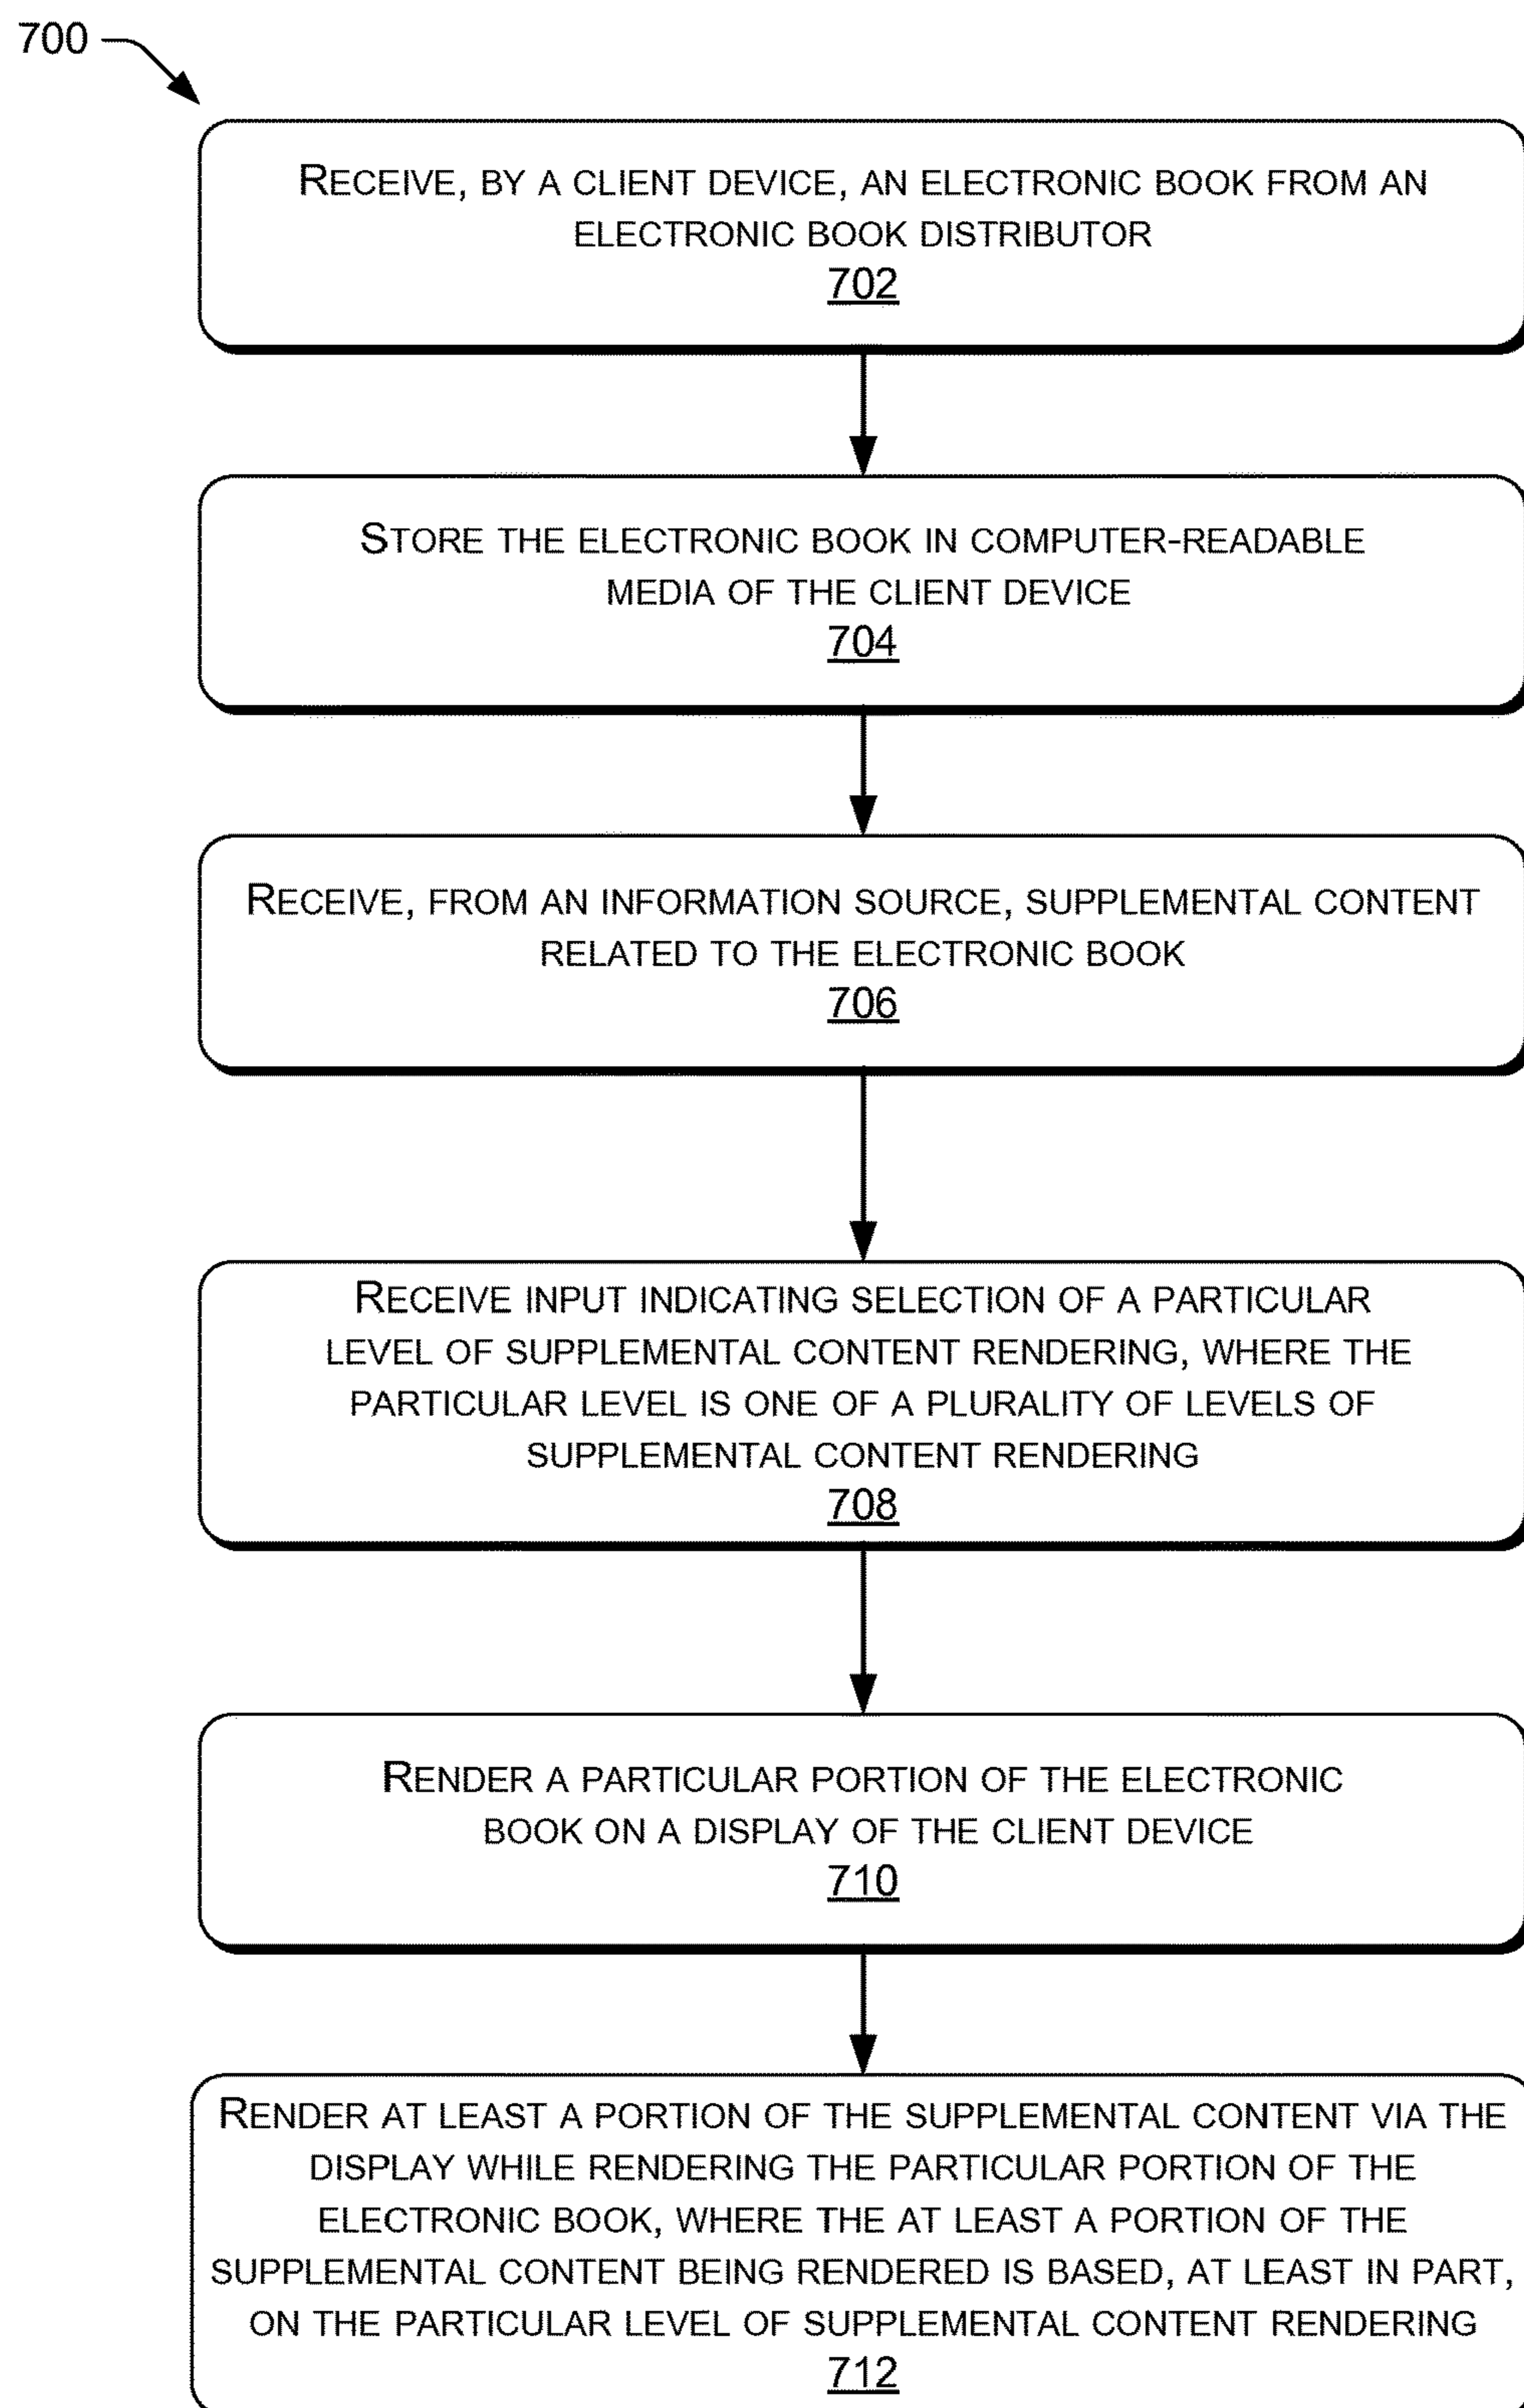 700
RECEIVE, BY A CLIENT DEVICE, AN ELECTRONIC BOOK FROM AN
ELECTRONIC BOOK DISTRIBUTOR
702
STORE THE ELECTRONIC BOOK IN COMPUTER-READABLE
MEDIA OF THE CLIENT DEVICE
704
RECEIVE, FROM AN INFORMATION SOURCE, SUPPLEMENTAL CONTENT
RELATED TO THE ELECTRONIC BOOK
706
RECEIVE INPUT INDICATING SELECTION OF A PARTICULAR
LEVEL OF SUPPLEMENTAL CONTENT RENDERING, WHERE THE
PARTICULAR LEVEL IS ONE OF A PLURALITY OF LEVELS OF
SUPPLEMENTAL CONTENT RENDERING
708
RENDER A PARTICULAR PORTION OF THE ELECTRONIC
BOOK ON A DISPLAY OF THE CLIENT DEVICE
710
RENDER AT LEAST A PORTION OF THE SUPPLEMENTAL CONTENT VIA THE
DISPLAY WHILE RENDERING THE PARTICULAR PORTION OF THE
ELECTRONIC BOOK, WHERE THE AT LEAST A PORTION OF THE
SUPPLEMENTAL CONTENT BEING RENDERED IS BASED, AT LEAST IN PART,
ON THE PARTICULAR LEVEL OF SUPPLEMENTAL CONTENT RENDERING
712